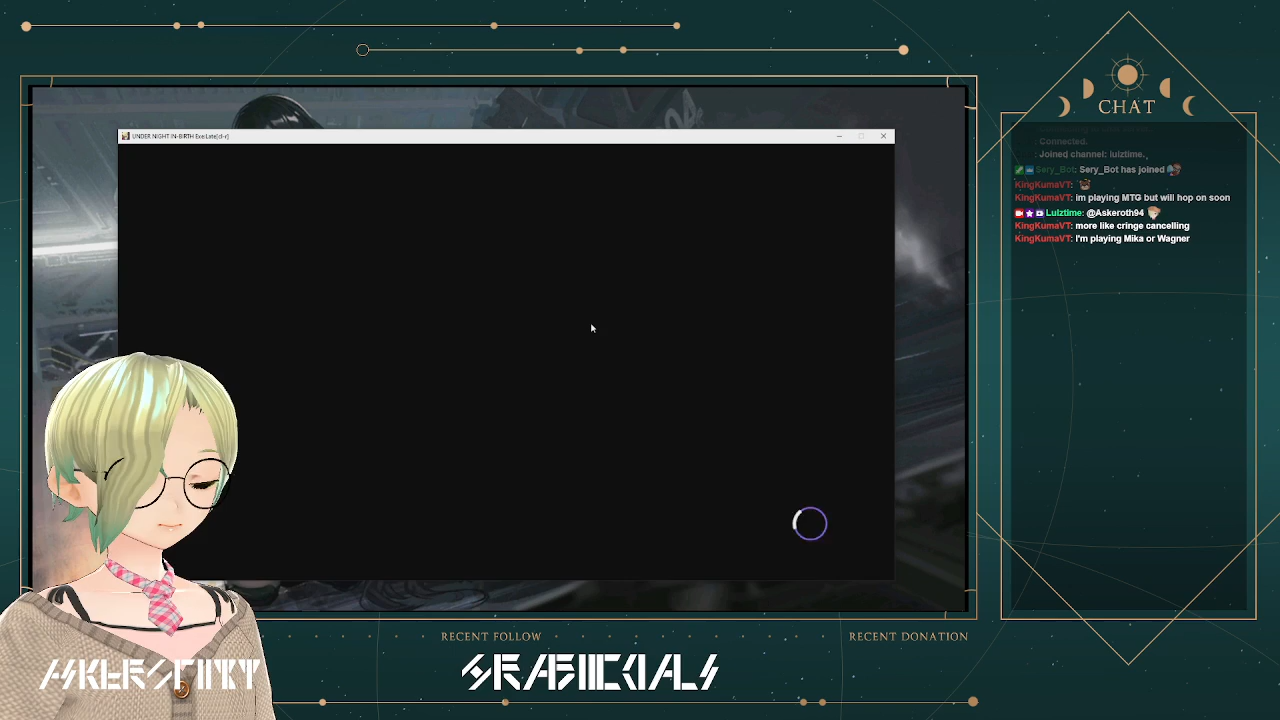 CHAT
UNDER NIGHT IN-BIRTH Exe:Late[cl-r]
Connected.
: Joined channel: lulztime.
Sery_Bot: Sery_Bot has joined
KingKumaVT:
KingKumaVT: im playing MTG but will hop on soon
Lulztime: @Askeroth94
KingKumaVT: more like cringe cancelling
KingKumaVT: I'm playing Mika or Wagner
RECENT FOLLOW
RECENT DONATION